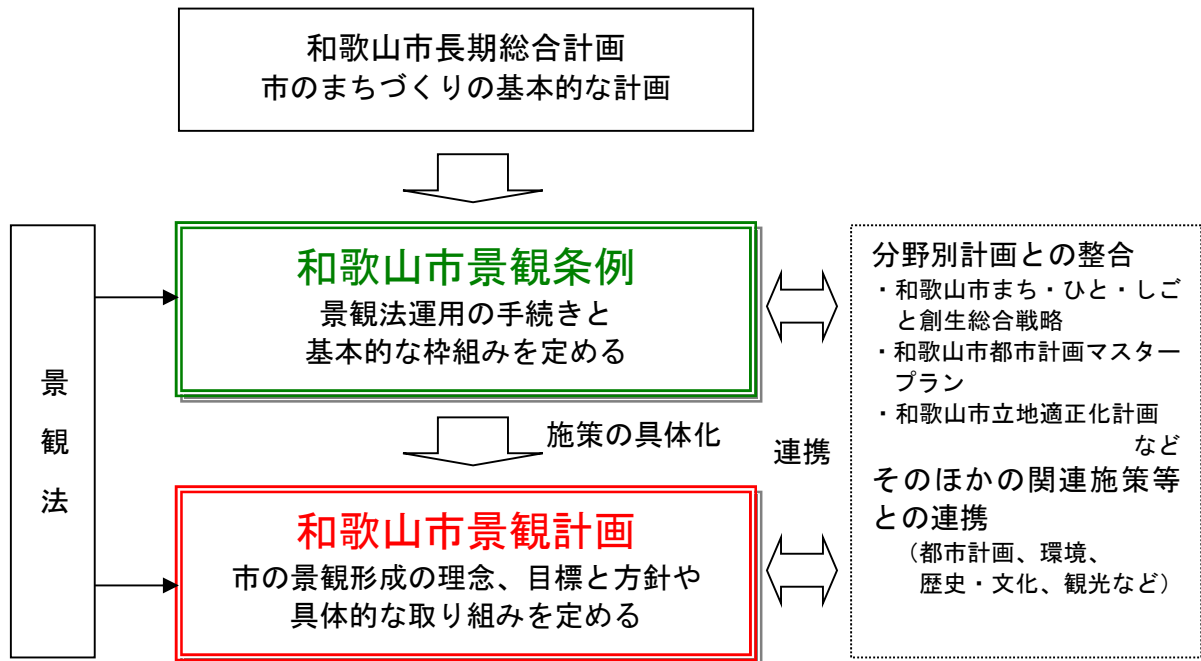 和歌山市長期総合計画
市のまちづくりの基本的な計画
景観法
和歌山市景観条例
景観法運用の手続きと
基本的な枠組みを定める
施策の具体化
和歌山市景観計画
市の景観形成の理念、目標と方針や
具体的な取り組みを定める
連携
分野別計画との整合
・和歌山市まち・ひと・しご
と創生総合戦略
・和歌山市都市計画マスター
プラン
・和歌山市立地適正化計画
など
そのほかの関連施策等
との連携
（都市計画、環境、
歴史・文化、観光など）